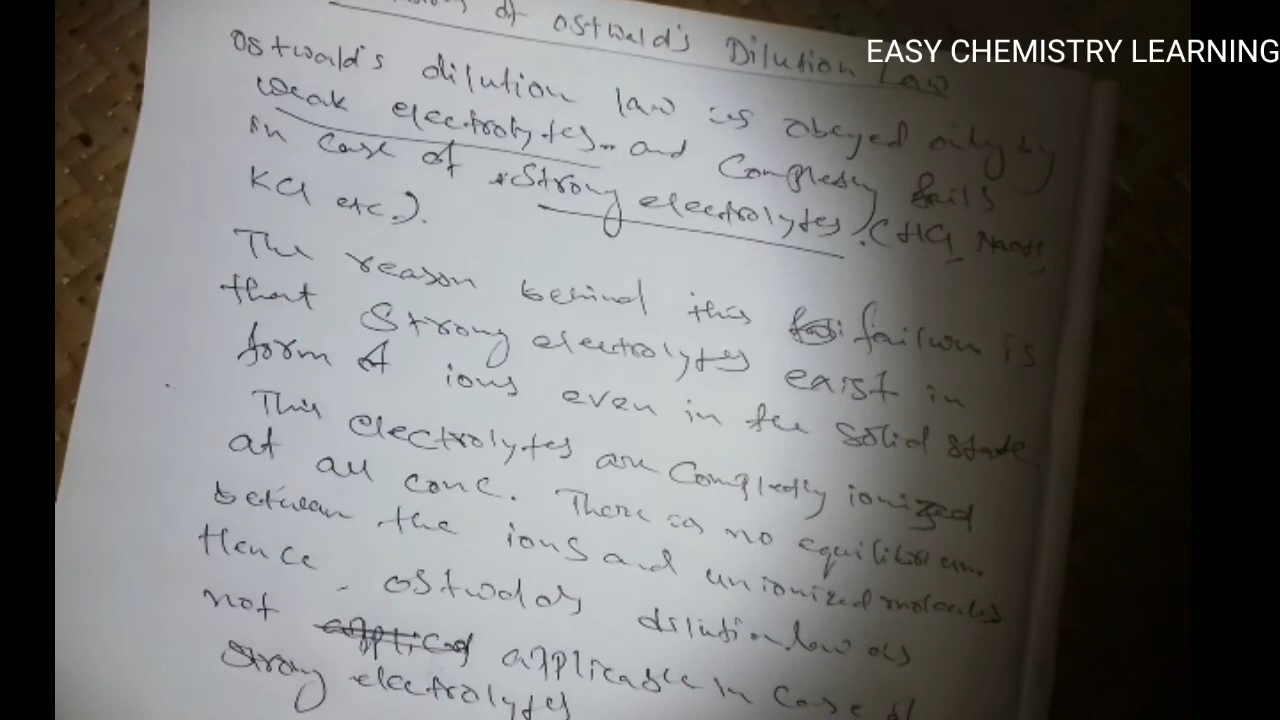 of Ostwald's Dilution Law
EASY CHEMISTRY LEARNING
Ostwald's dilution law is obeyed only by
weak electrolytes and completely fails
in case of strong electrolytes. (HCl, NaOH
KCl etc.).
The reason behind this failure is
that strong electrolytes exist in
form of ions even in the solid state.
This electrolytes are completly ionized
at all conc. There is no equilibrium
between the ions and unionized molecules
Hence, Ostwald's dilution law is
not applicable in case of
strong electrolytes